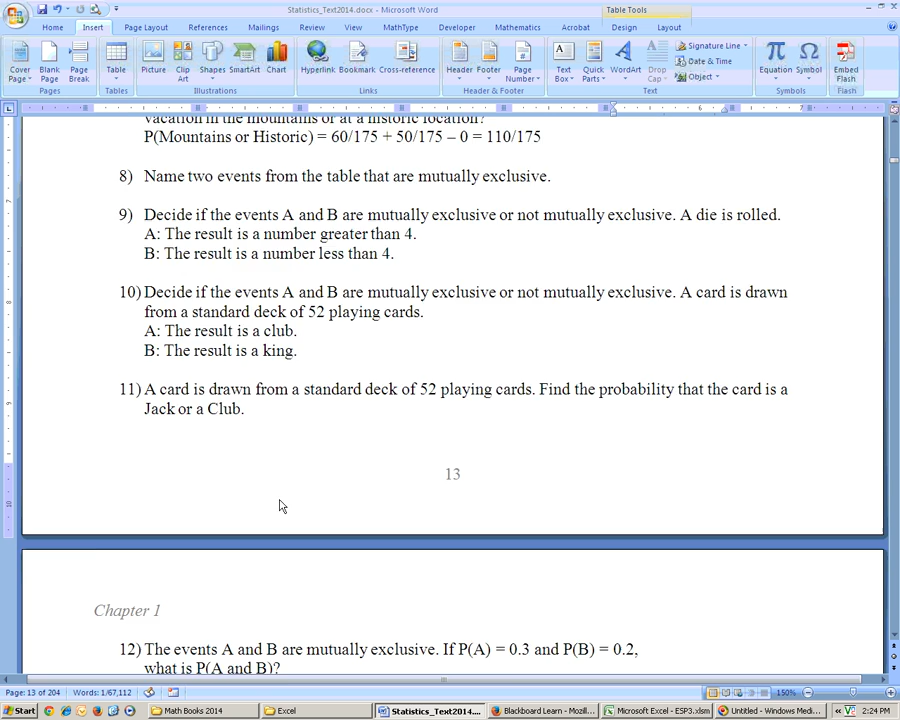 Statistics_Text2014.docx - Microsoft Word
Table Tools
Home Insert Page Layout References Mailings Review View MathType Developer Mathematics Acrobat Design Layout
Cover Page Blank Page Page Break Table Picture Clip Art Shapes SmartArt Chart Hyperlink Bookmark Cross-reference Header Footer Page Number Text Box Quick Parts WordArt Drop Cap Signature Line Date & Time Object Equation Symbol Embed Flash
Pages Tables Illustrations Links Header & Footer Text Symbols Flash
vacation in the mountains or at a historic location?
P(Mountains or Historic) = 60/175 + 50/175 – 0 = 110/175
8) Name two events from the table that are mutually exclusive.
9) Decide if the events A and B are mutually exclusive or not mutually exclusive. A die is rolled.
A: The result is a number greater than 4.
B: The result is a number less than 4.
10) Decide if the events A and B are mutually exclusive or not mutually exclusive. A card is drawn
from a standard deck of 52 playing cards.
A: The result is a club.
B: The result is a king.
11) A card is drawn from a standard deck of 52 playing cards. Find the probability that the card is a
Jack or a Club.
13
Chapter 1
12) The events A and B are mutually exclusive. If P(A) = 0.3 and P(B) = 0.2,
what is P(A and B)?
Page: 13 of 204 Words: 1/67,112 150%
Start Math Books 2014 Excel Statistics_Text2014.... Blackboard Learn - Mozil... Microsoft Excel - ESP3.xlsm Untitled - Windows Medi... 2:24 PM